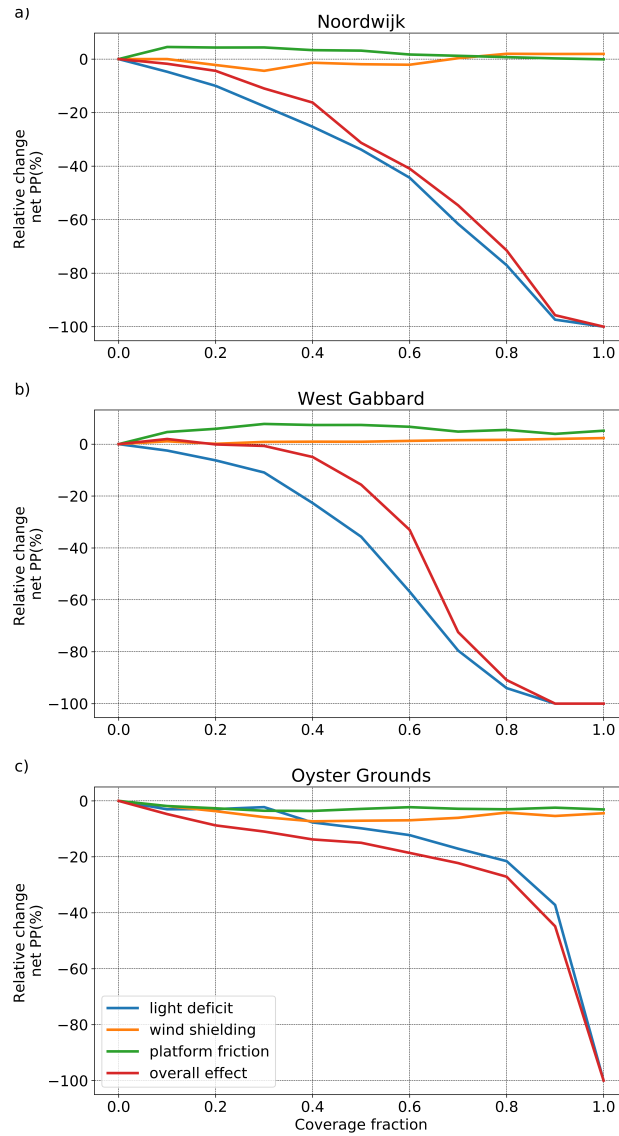 a)
Noordwijk
0
−20
−40
−60
−80
−100
Relative change
net PP(%)
0.0 0.2 0.4 0.6 0.8 1.0
b)
West Gabbard
0
−20
−40
−60
−80
−100
Relative change
net PP(%)
0.0 0.2 0.4 0.6 0.8 1.0
c)
Oyster Grounds
0
−20
−40
−60
−80
−100
Relative change
net PP(%)
light deficit
wind shielding
platform friction
overall effect
0.0 0.2 0.4 0.6 0.8 1.0
Coverage fraction